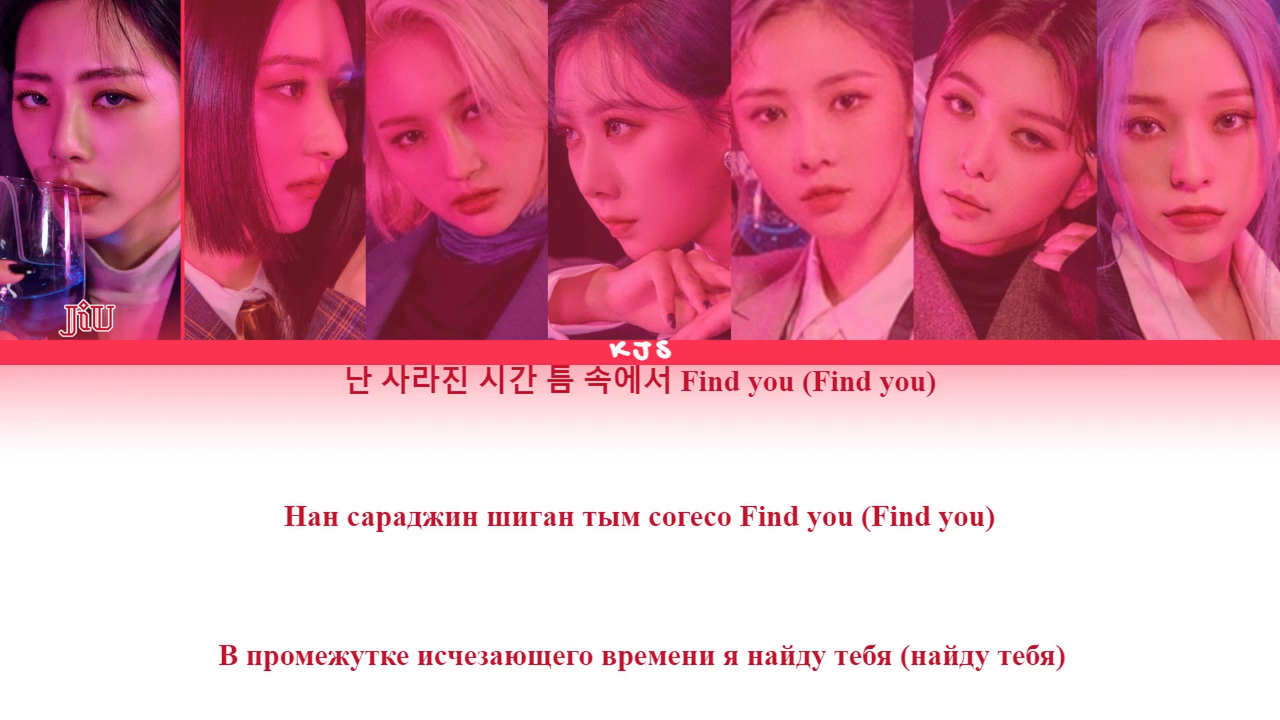 JiU
KJS
난 사라진 시간 틈 속에서 Find you (Find you)
Нан сараджин шиган тым согесо Find you (Find you)
В промежутке исчезающего времени я найду тебя (найду тебя)